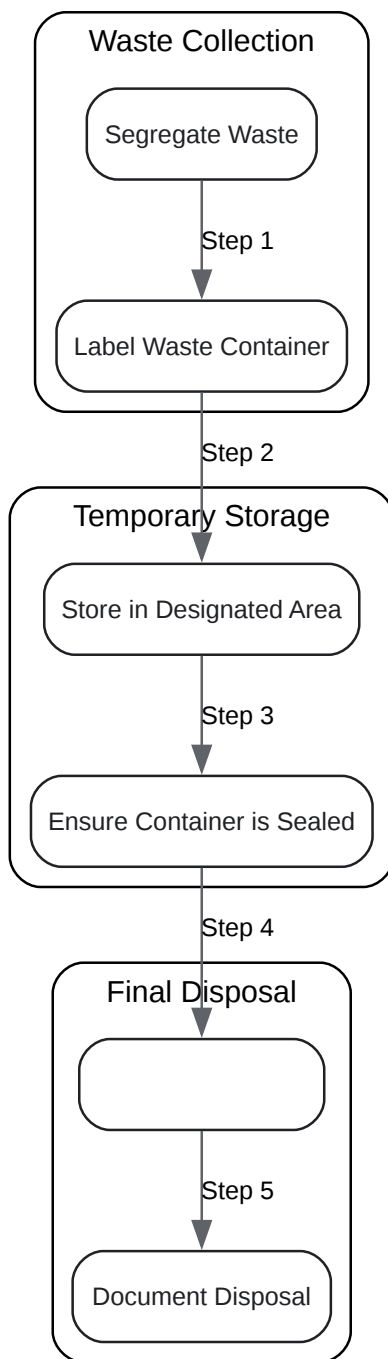 Waste Collection
Segregate Waste
Step 1
Label Waste Container
Step 2
Temporary Storage
Store in Designated Area
Step 3
Ensure Container is Sealed
Step 4
Final Disposal
Step 5
Document Disposal